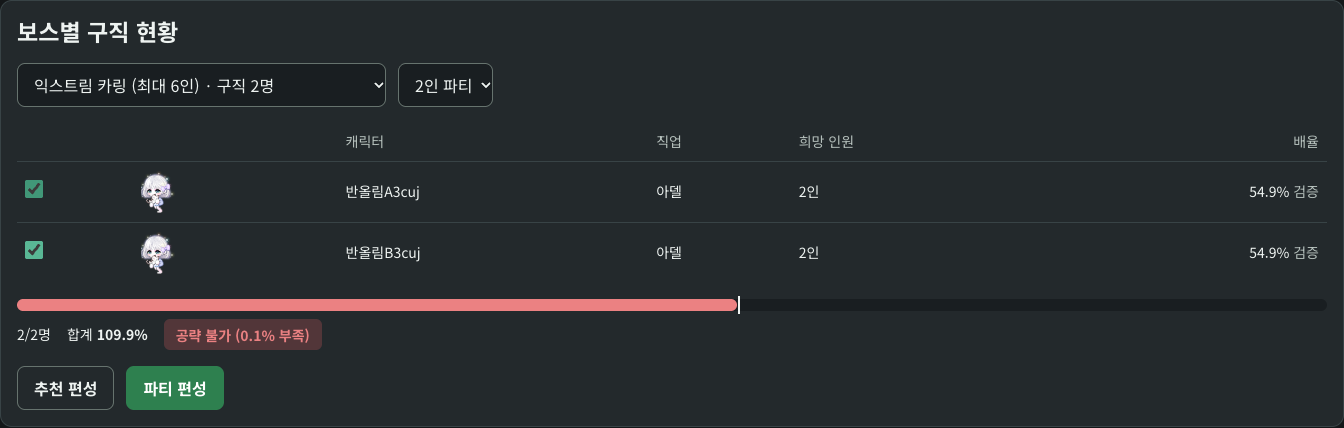 보스별 구직 현황
익스트림 카링 (최대 6인) · 구직 2명 2인 파티
캐릭터 직업 희망 인원 배율
반올림A3cuj 아델 2인 54.9% 검증
반올림B3cuj 아델 2인 54.9% 검증
2/2명 합계 109.9% 공략 불가 (0.1% 부족)
추천 편성 파티 편성